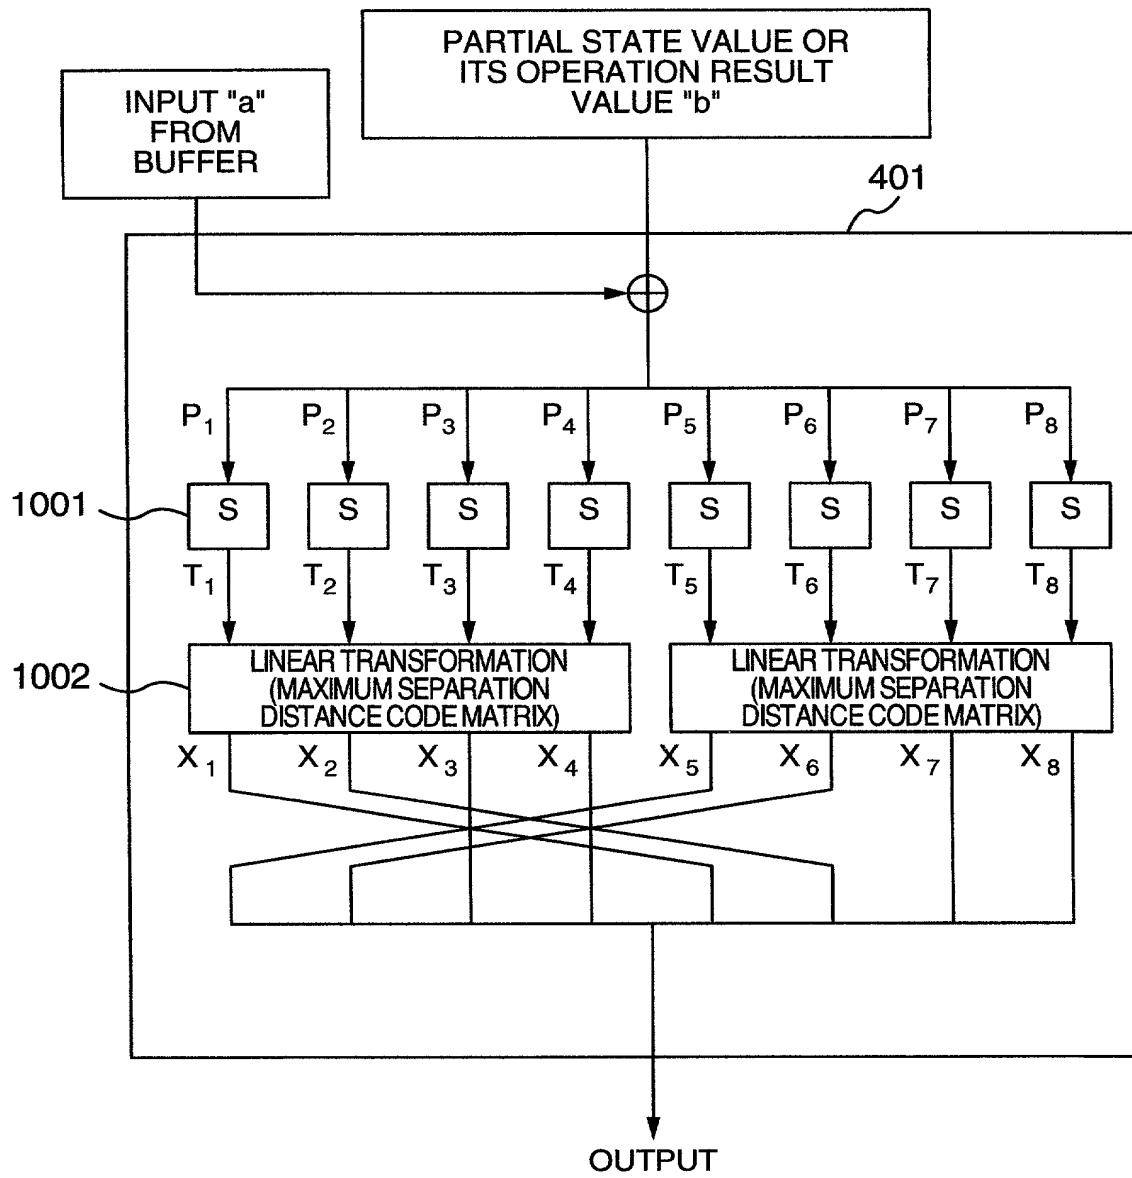 PARTIAL STATE VALUE OR
ITS OPERATION RESULT
VALUE "b"
INPUT "a"
FROM
BUFFER
401
P1 P2 P3 P4 P5 P6 P7 P8
1001 S S S S S S S S
T1 T2 T3 T4 T5 T6 T7 T8
1002
LINEAR TRANSFORMATION
(MAXIMUM SEPARATION
DISTANCE CODE MATRIX)
LINEAR TRANSFORMATION
(MAXIMUM SEPARATION
DISTANCE CODE MATRIX)
X1 X2 X3 X4 X5 X6 X7 X8
OUTPUT